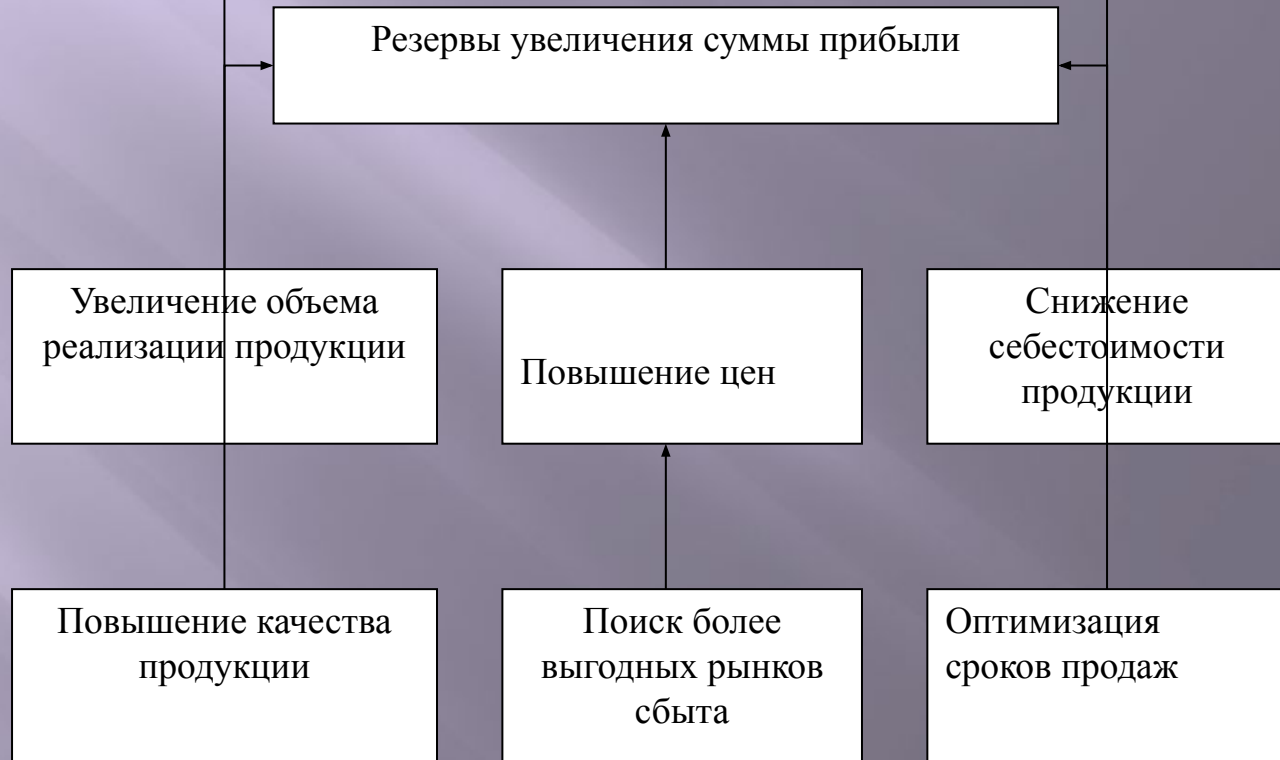 Резервы увеличения суммы прибыли
Увеличение объема
реализации продукции
Повышение цен
Снижение
себестоимости
продукции
Повышение качества
продукции
Поиск более
выгодных рынков
сбыта
Оптимизация
сроков продаж